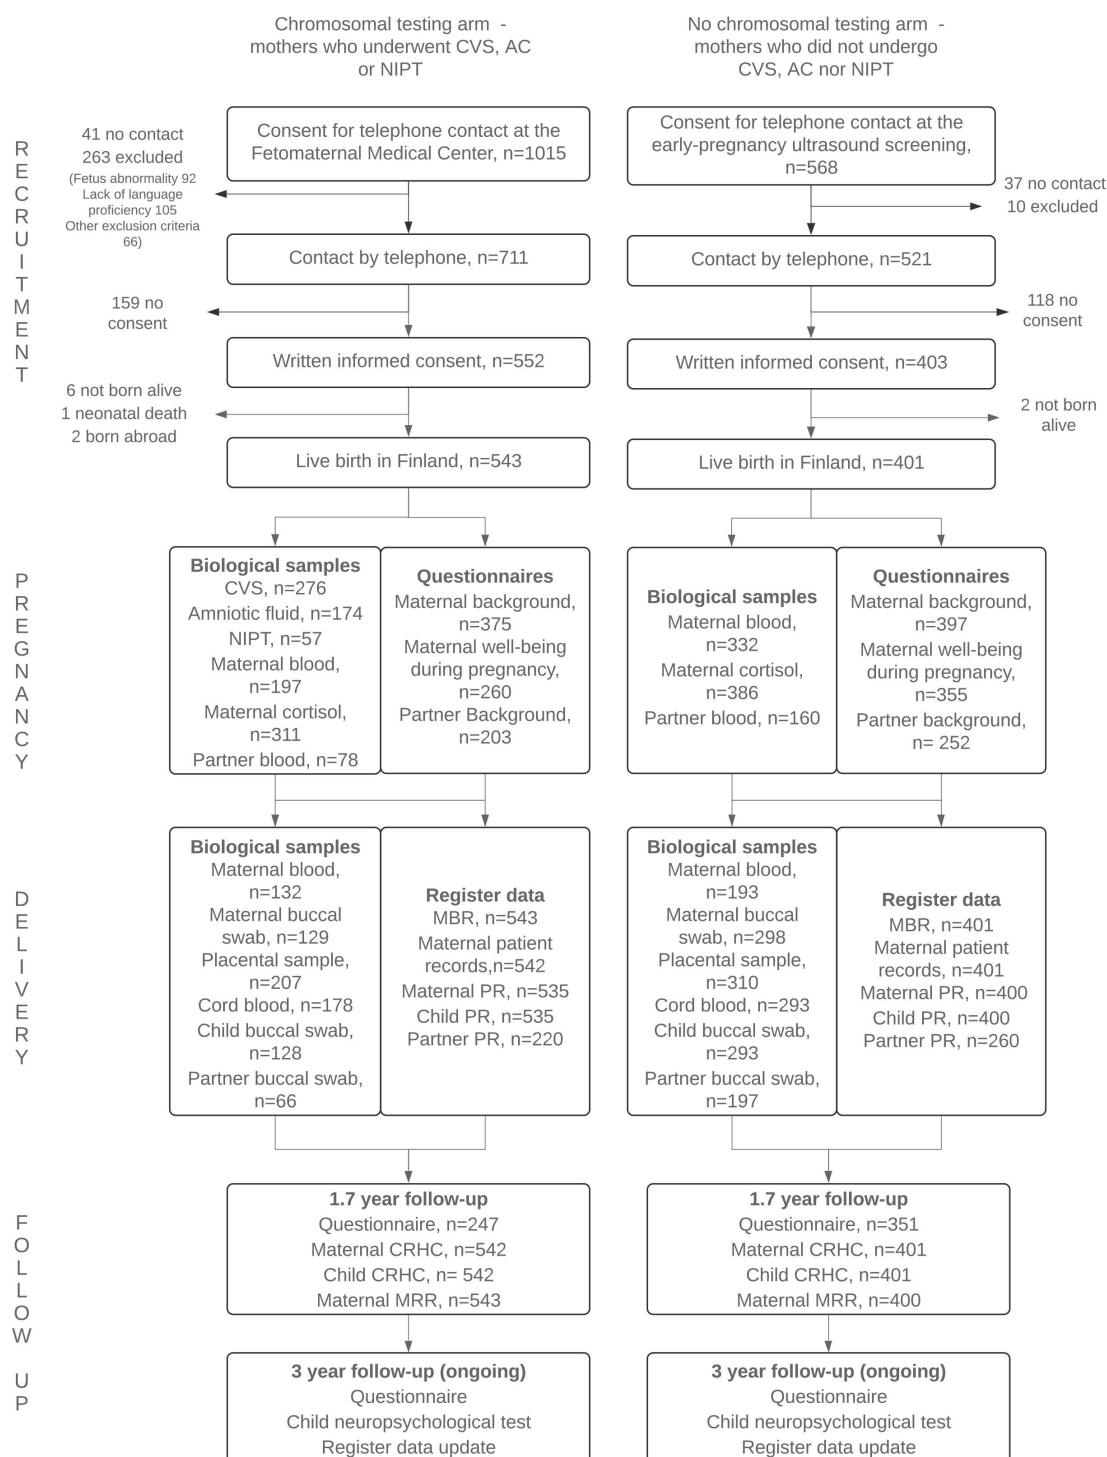 Chromosomal testing arm -
mothers who underwent CVS, AC
or NIPT
No chromosomal testing arm -
mothers who did not undergo
CVS, AC nor NIPT
RECRUITMENT
41 no contact
263 excluded
(Fetus abnormality 92
Lack of language
proficiency 105
Other exclusion criteria
66)
Consent for telephone contact at the
Fetomaternal Medical Center, n=1015
Consent for telephone contact at the
early-pregnancy ultrasound screening,
n=568
37 no contact
10 excluded
Contact by telephone, n=711
Contact by telephone, n=521
159 no
consent
118 no
consent
Written informed consent, n=552
Written informed consent, n=403
6 not born alive
1 neonatal death
2 born abroad
2 not born
alive
Live birth in Finland, n=543
Live birth in Finland, n=401
PREGNANCY
Biological samples
CVS, n=276
Amniotic fluid, n=174
NIPT, n=57
Maternal blood,
n=197
Maternal cortisol,
n=311
Partner blood, n=78
Questionnaires
Maternal background,
n=375
Maternal well-being
during pregnancy,
n=260
Partner Background,
n=203
Biological samples
Maternal blood,
n=332
Maternal cortisol,
n=386
Partner blood, n=160
Questionnaires
Maternal background,
n=397
Maternal well-being
during pregnancy,
n=355
Partner background,
n= 252
DELIVERY
Biological samples
Maternal blood,
n=132
Maternal buccal
swab, n=129
Placental sample,
n=207
Cord blood, n=178
Child buccal swab,
n=128
Partner buccal swab,
n=66
Register data
MBR, n=543
Maternal patient
records,n=542
Maternal PR, n=535
Child PR, n=535
Partner PR, n=220
Biological samples
Maternal blood,
n=193
Maternal buccal
swab, n=298
Placental sample,
n=310
Cord blood, n=293
Child buccal swab,
n=293
Partner buccal swab,
n=197
Register data
MBR, n=401
Maternal patient
records, n=401
Maternal PR, n=400
Child PR, n=400
Partner PR, n=260
FOLLOW UP
1.7 year follow-up
Questionnaire, n=247
Maternal CRHC, n=542
Child CRHC, n= 542
Maternal MRR, n=543
1.7 year follow-up
Questionnaire, n=351
Maternal CRHC, n=401
Child CRHC, n=401
Maternal MRR, n=400
3 year follow-up (ongoing)
Questionnaire
Child neuropsychological test
Register data update
3 year follow-up (ongoing)
Questionnaire
Child neuropsychological test
Register data update